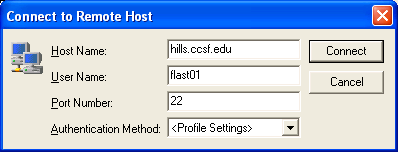 Connect to Remote Host
Host Name: hills.ccsf.edu Connect
User Name: flast01 Cancel
Port Number: 22
Authentication Method: <Profile Settings>